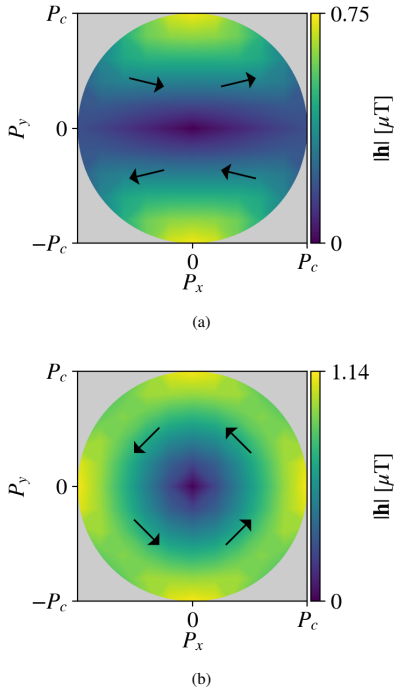 P_c
0.75
P_y
0
|h| [μT]
−P_c
0
0
P_c
P_x
(a)
P_c
1.14
P_y
0
|h| [μT]
−P_c
0
0
P_c
P_x
(b)